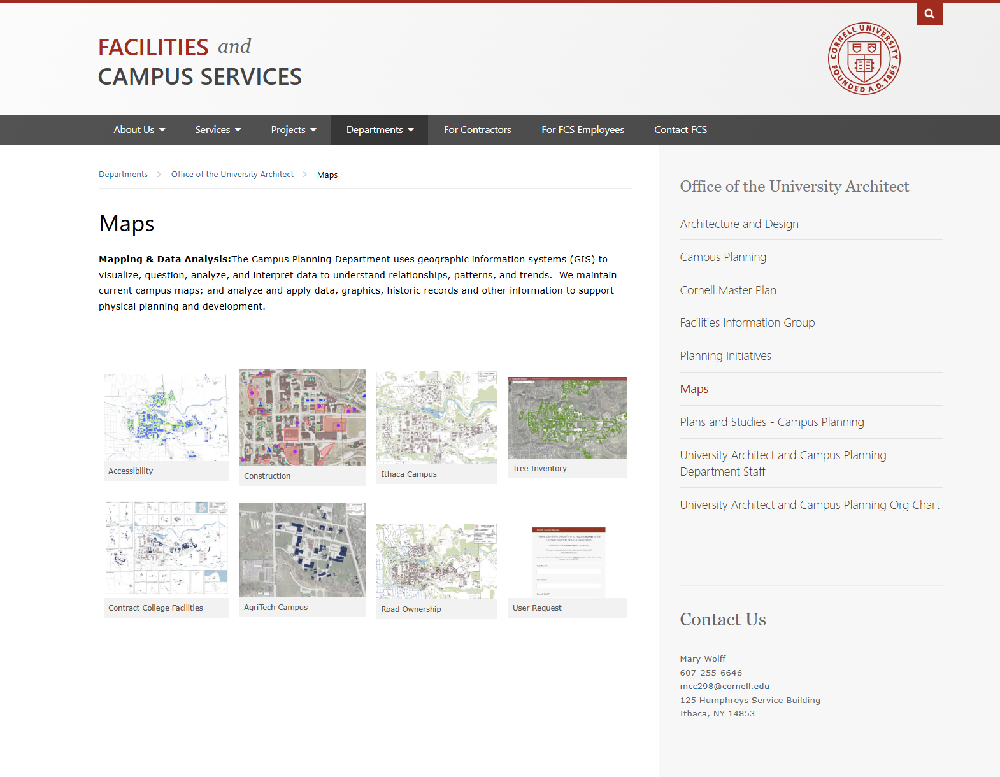 FACILITIES and
CAMPUS SERVICES
CORNELL UNIVERSITY
FOUNDED A.D. 1865
About Us
Services
Projects
Departments
For Contractors
For FCS Employees
Contact FCS
Departments
Office of the University Architect
Maps
Maps
Mapping & Data Analysis:The Campus Planning Department uses geographic information systems (GIS) to
visualize, question, analyze, and interpret data to understand relationships, patterns, and trends.  We maintain
current campus maps; and analyze and apply data, graphics, historic records and other information to support
physical planning and development.
Accessibility
Construction
Ithaca Campus
Tree Inventory
Contract College Facilities
AgriTech Campus
Road Ownership
User Request
Office of the University Architect
Architecture and Design
Campus Planning
Cornell Master Plan
Facilities Information Group
Planning Initiatives
Maps
Plans and Studies - Campus Planning
University Architect and Campus Planning
Department Staff
University Architect and Campus Planning Org Chart
Contact Us
Mary Wolff
607-255-6646
mcc298@cornell.edu
125 Humphreys Service Building
Ithaca, NY 14853